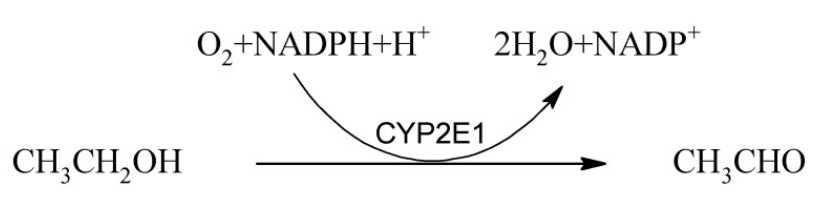 O₂+NADPH+H⁺ 2H₂O+NADP⁺
CYP2E1
CH₃CH₂OH CH₃CHO